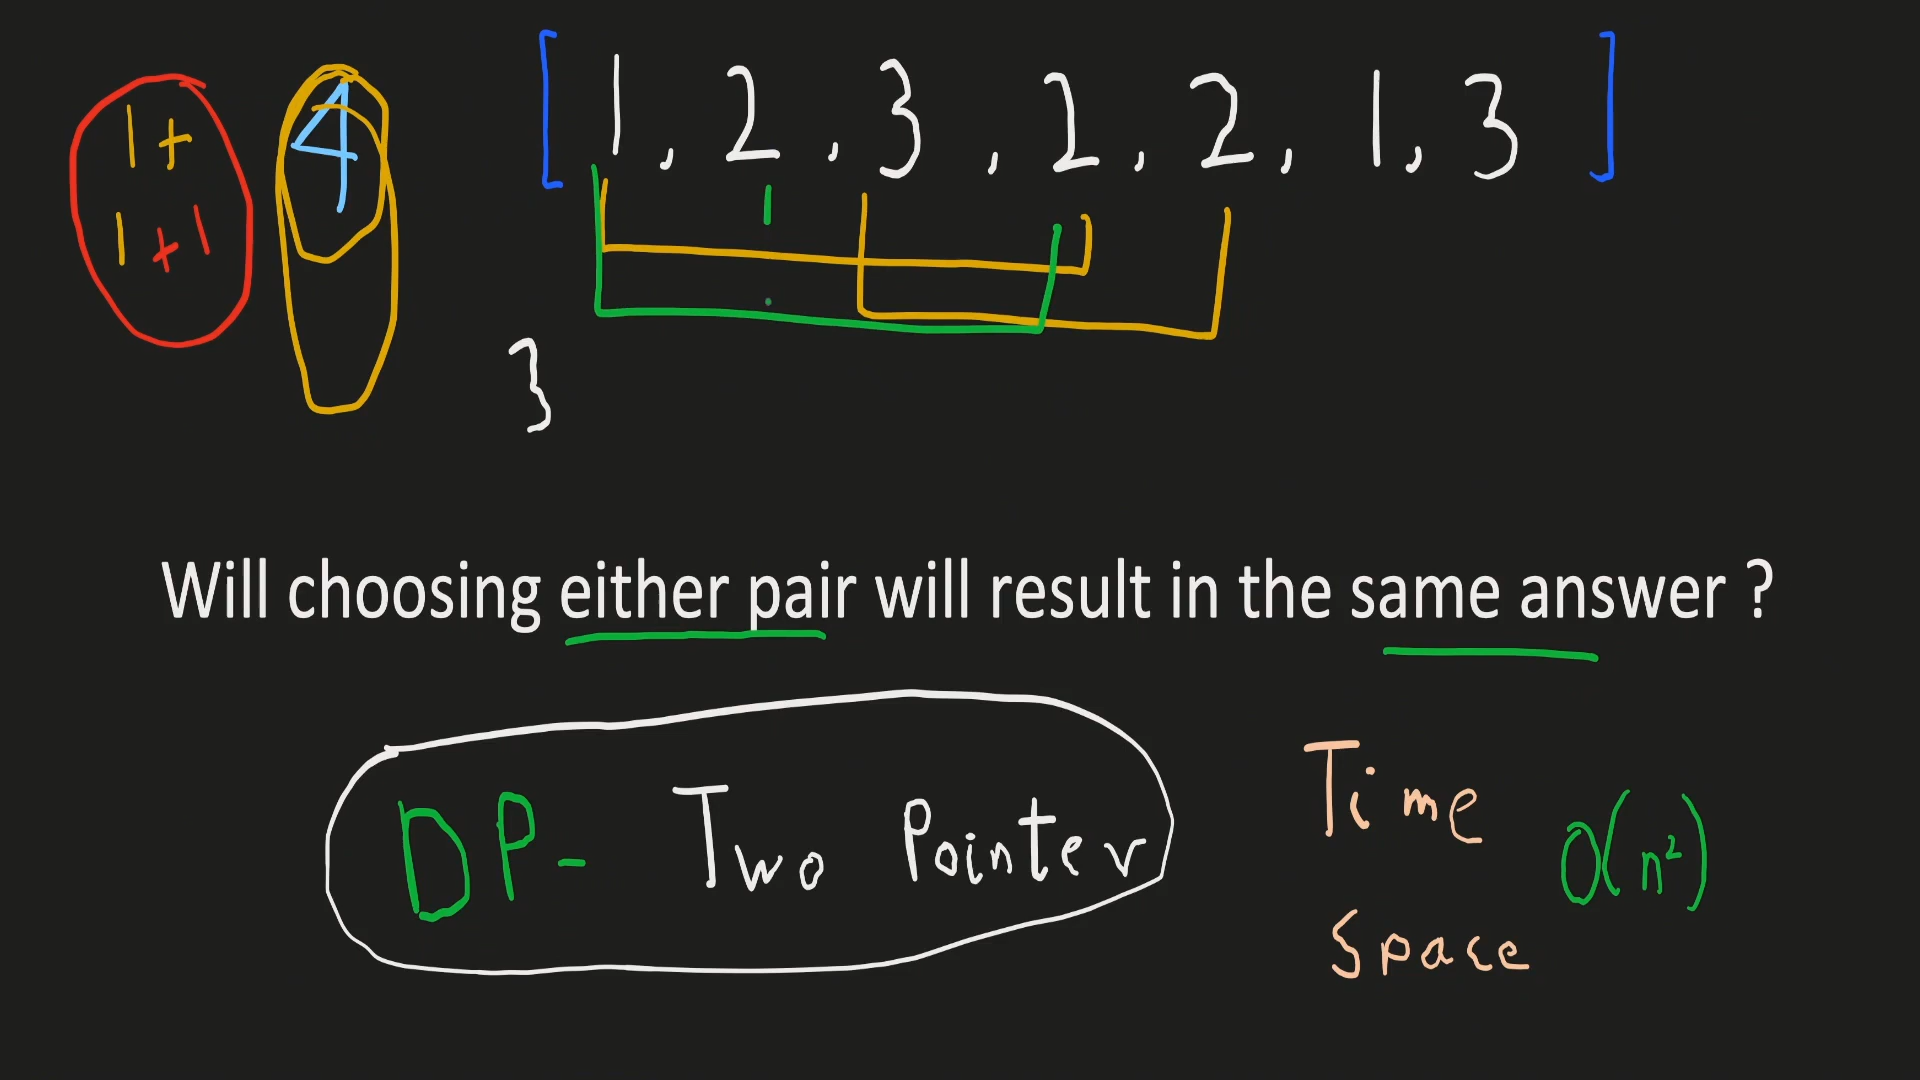 [ 1, 2, 3, 2, 2, 1, 3 ]
1 +
4
1 + 1
3
Will choosing either pair will result in the same answer ?
DP - Two Pointer
Time O(n²)
Space